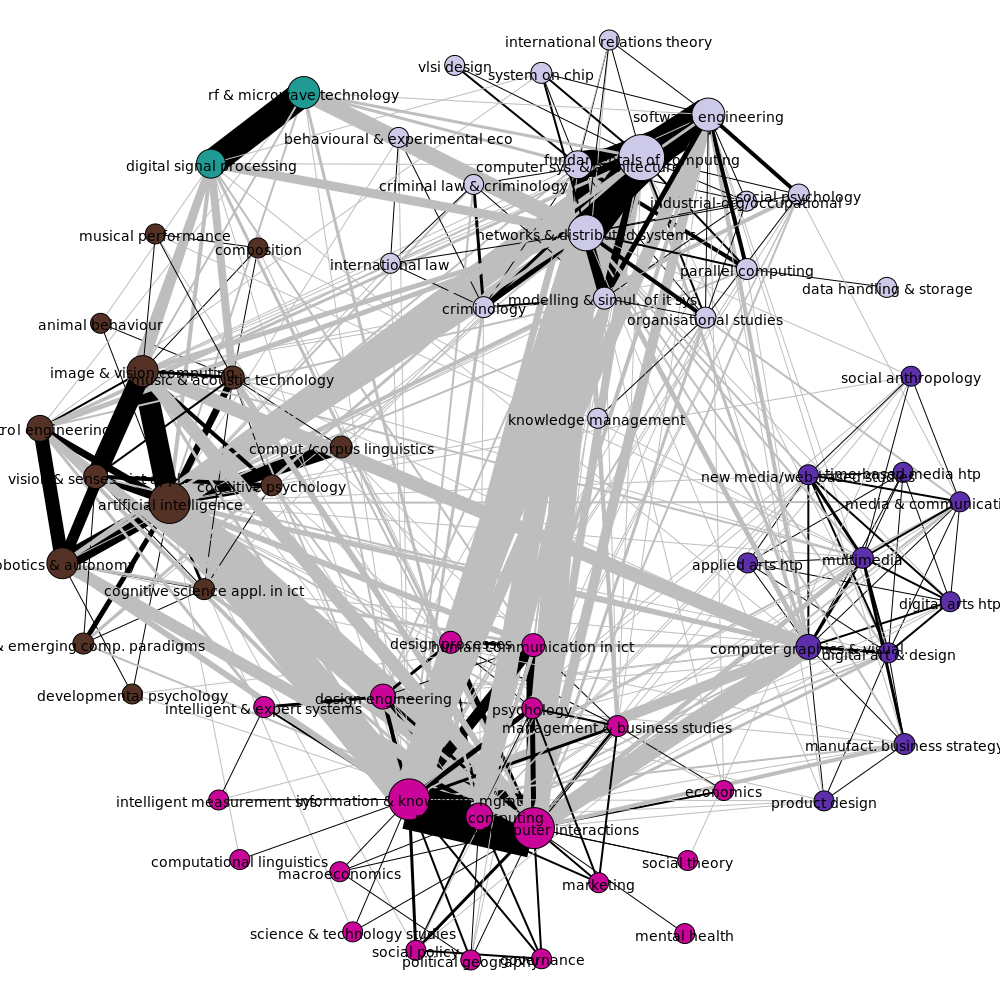 international relations theory
vlsi design
system on chip
rf & microwave technology
software engineering
behavioural & experimental eco
fundamentals of computing
digital signal processing
computer sys. & architecture
criminal law & criminology
social psychology
industrial-org/occupational
musical performance
composition
networks & distributed systems
international law
parallel computing
data handling & storage
modelling & simul. of it sys.
criminology
organisational studies
animal behaviour
image & vision computing
music & acoustic technology
social anthropology
knowledge management
rol engineering
comput./corpus linguistics
new media/web-based studies
time-based media htp
vision & senses
cognitive psychology
artificial intelligence
media & communicati
multimedia
obotics & autonomy
applied arts htp
cognitive science appl. in ict
digital arts htp
& emerging comp. paradigms
design processes
human communication in ict
computer graphics & visual.
digital art & design
developmental psychology
intelligent & expert systems
design engineering
psychology
management & business studies
manufact. business strategy
economics
intelligent measurement sys.
information & knowledge mgmt
product design
computing
puter interactions
computational linguistics
macroeconomics
social theory
marketing
science & technology studies
mental health
social policy
political geography
governance